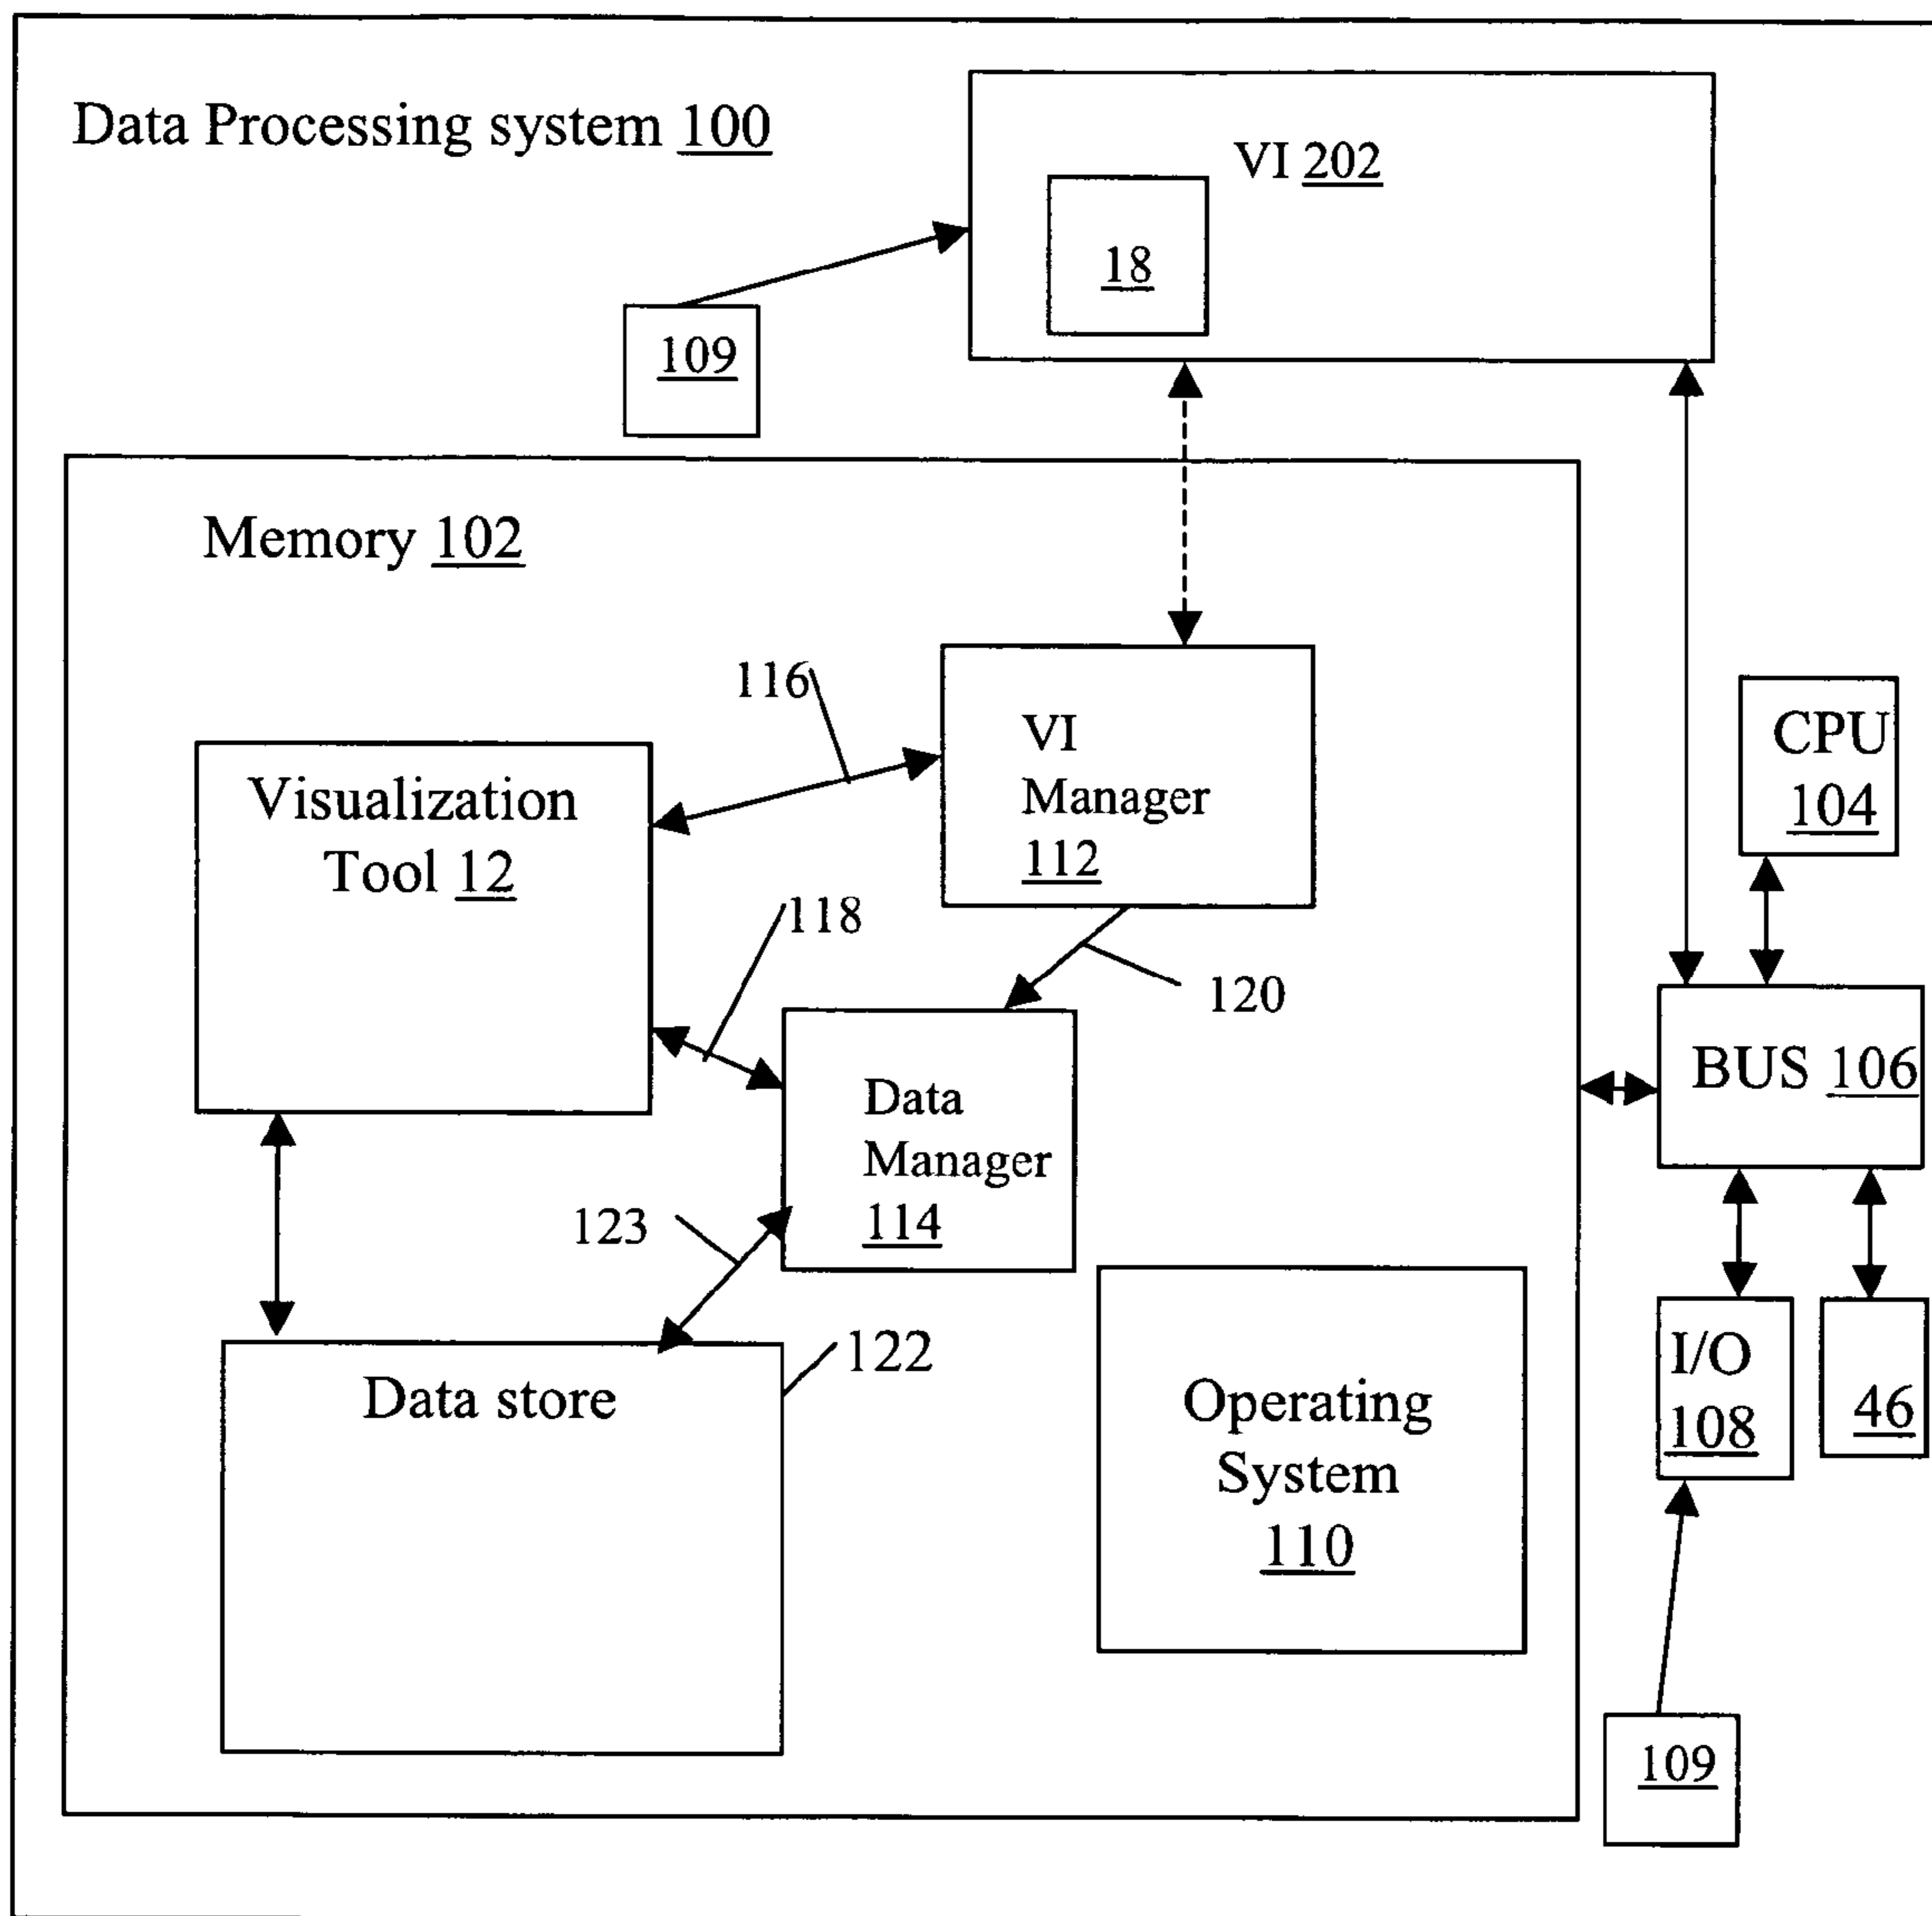 Data Processing system 100
VI 202
18
109
Memory 102
116
VI
Manager
112
CPU
104
Visualization
Tool 12
118
120
BUS 106
Data
Manager
114
123
122
Data store
Operating
System
110
I/O
108
46
109